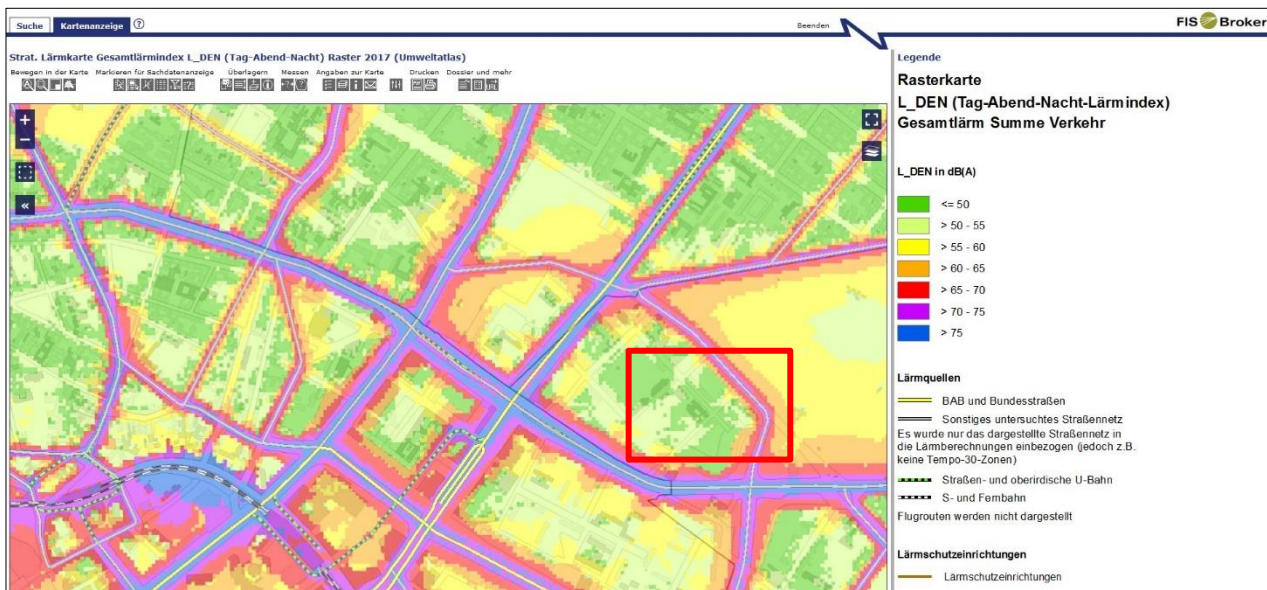 Suche
Kartenanzeige
?
Beenden
FIS Broker
Strat. Lärmkarte Gesamtlärmindex L_DEN (Tag-Abend-Nacht) Raster 2017 (Umweltatlas)
Bewegen in der Karte Markieren für Sachdatenanzeige Überlagern Messen Angaben zur Karte Drucken Dossier und mehr
+
−
«
Legende
Rasterkarte
L_DEN (Tag-Abend-Nacht-Lärmindex)
Gesamtlärm Summe Verkehr
L_DEN in dB(A)
<= 50
> 50 - 55
> 55 - 60
> 60 - 65
> 65 - 70
> 70 - 75
> 75
Lärmquellen
BAB und Bundesstraßen
Sonstiges untersuchtes Straßennetz
Es wurde nur das dargestellte Straßennetz in
die Lärmberechnungen einbezogen (jedoch z.B.
keine Tempo-30-Zonen)
Straßen- und oberirdische U-Bahn
S- und Fernbahn
Flugrouten werden nicht dargestellt
Lärmschutzeinrichtungen
Lärmschutzeinrichtungen